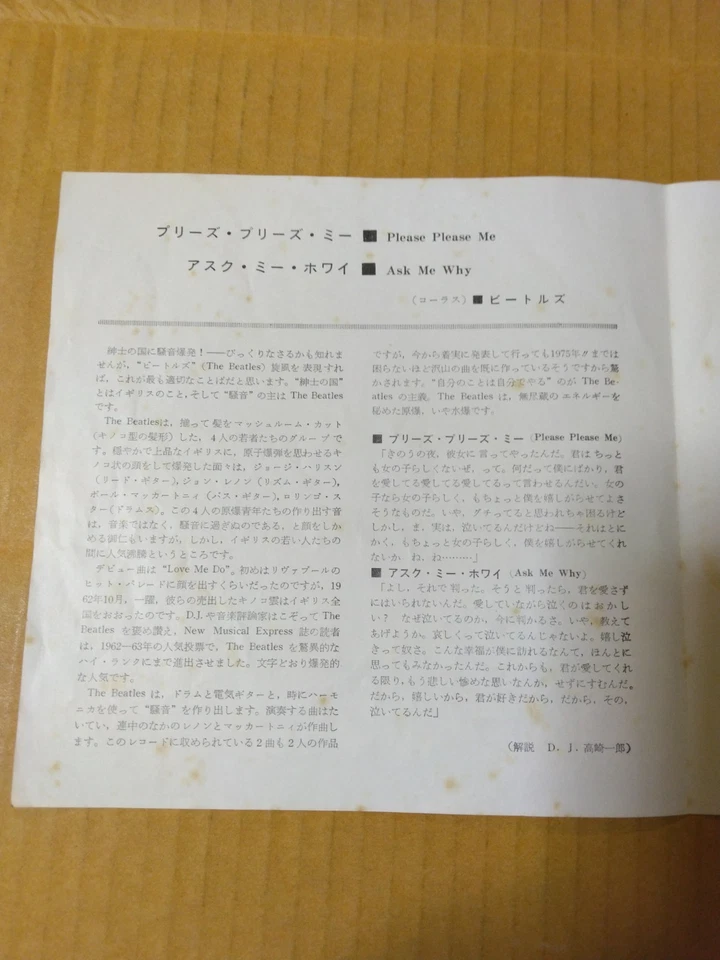 プリーズ・プリーズ・ミー ■ Please Please Me
アスク・ミー・ホワイ ■ Ask Me Why
(コーラス) ■ ビートルズ
紳士の国に騒音爆発！――びっくりなさるかも知れま
せんが，“ビートルズ”(The Beatles) 旋風を表現すれ
ば，これが最も適切なことばだと思います。“紳士の国”
とはイギリスのこと，そして“騒音”の主は The Beatles
です。
The Beatlesは，揃って髪をマッシュルーム・カット
(キノコ型の髪形) した，4人の若者たちのグループで
す。穏やかで上品なイギリスに，原子爆弾を思わせるキ
ノコ状の頭をして爆発した面々は，ジョージ・ハリスン
(リード・ギター)，ジョン・レノン (リズム・ギター)，
ポール・マッカートニィ (バス・ギター)，ロリンゴ・ス
ター(ドラムス)。この4人の原爆青年たちの作り出す音
は，音楽ではなく，騒音に過ぎぬのである，と顔をしか
める御仁もいますが，しかし，イギリスの若い人たちの
間に人気沸騰というところです。
デビュー曲は“Love Me Do”。初めはリヴァプールの
ヒット・パレードに顔を出すくらいだったのですが，19
62年10月，一躍，彼らの売出したキノコ雲はイギリス全
国をおおったのです。D.J.や音楽評論家はこぞって The
Beatles を褒め讃え，New Musical Express 誌の読者
は，1962―63年の人気投票で，The Beatles を驚異的な
ハイ・ランクにまで進出させました。文字どおり爆発的
な人気です。
The Beatles は，ドラムと電気ギターと，時にハーモ
ニカを使って“騒音”を作り出します。演奏する曲はた
いてい，連中のなかのレノンとマッカートニィが作曲し
ます。このレコードに収められている2曲も2人の作品
ですが，今から着実に発表して行っても1975年〃までは
困らないほど沢山の曲を既に作っているそうですから驚
かされます。“自分のことは自分でやる”のが The Be-
atles の主義。The Beatles は，無尽蔵のエネルギーを
秘めた原爆，いや水爆です。
■ プリーズ・プリーズ・ミー (Please Please Me)
「きのうの夜，彼女に言ってやったんだ。君はちっと
も女の子らしくないぜ，って。何だって僕にばかり，君
を愛してる愛してる愛してるって言わせるんだい。女の
子なら女の子らしく，もちょっと僕を嬉しがらせてよさ
そうなものだ。いや，グチってると思われちゃ困るけど
しかし，ま，実は，泣いてるんだけどね――それはとに
かく，もちょっと女の子らしく，僕を嬉しがらせてくれ
ないか ね，ね………」
■ アスク・ミー・ホワイ (Ask Me Why)
「よし，それで判った。そうと判ったら，君を愛さず
にはいられないんだ。愛していながら泣くのはおかし
い？ なぜ泣いてるのか，今に判かるさ。いや，教えて
あげようか。哀しくって泣いてるんじゃないよ。嬉し泣
きって奴さ。こんな幸福が僕に訪れるなんて，ほんとに
思ってもみなかったんだ。これからも，君が愛してくれ
る限り，もう悲しい惨めな思いなんか，せずにすむんだ。
だから，嬉しいから，君が好きだから，だから，その，
泣いてるんだ」
(解説 D．J．高崎一郎)